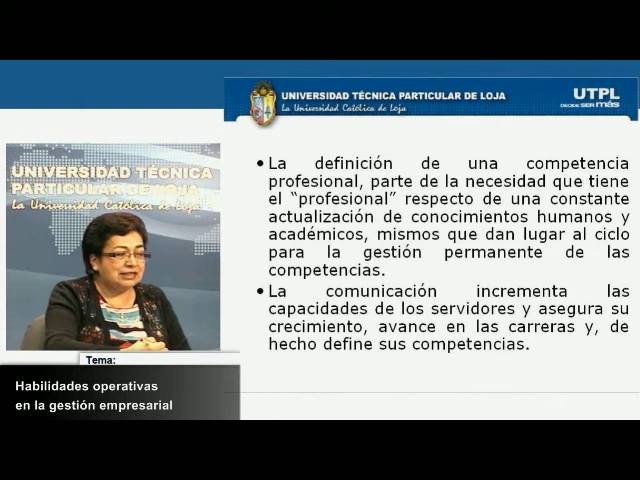 UNIVERSIDAD TÉCNICA PARTICULAR DE LOJA
La Universidad Católica de Loja
UTPL
DECIDE SER más
UNIVERSIDAD TÉCNICA
PARTICULAR DE LOJA
La Universidad Católica de Loja
• La definición de una competencia
profesional, parte de la necesidad que tiene
el “profesional” respecto de una constante
actualización de conocimientos humanos y
académicos, mismos que dan lugar al ciclo
para la gestión permanente de las
competencias.
• La comunicación incrementa las
capacidades de los servidores y asegura su
crecimiento, avance en las carreras y, de
hecho define sus competencias.
Tema:
Habilidades operativas
en la gestión empresarial